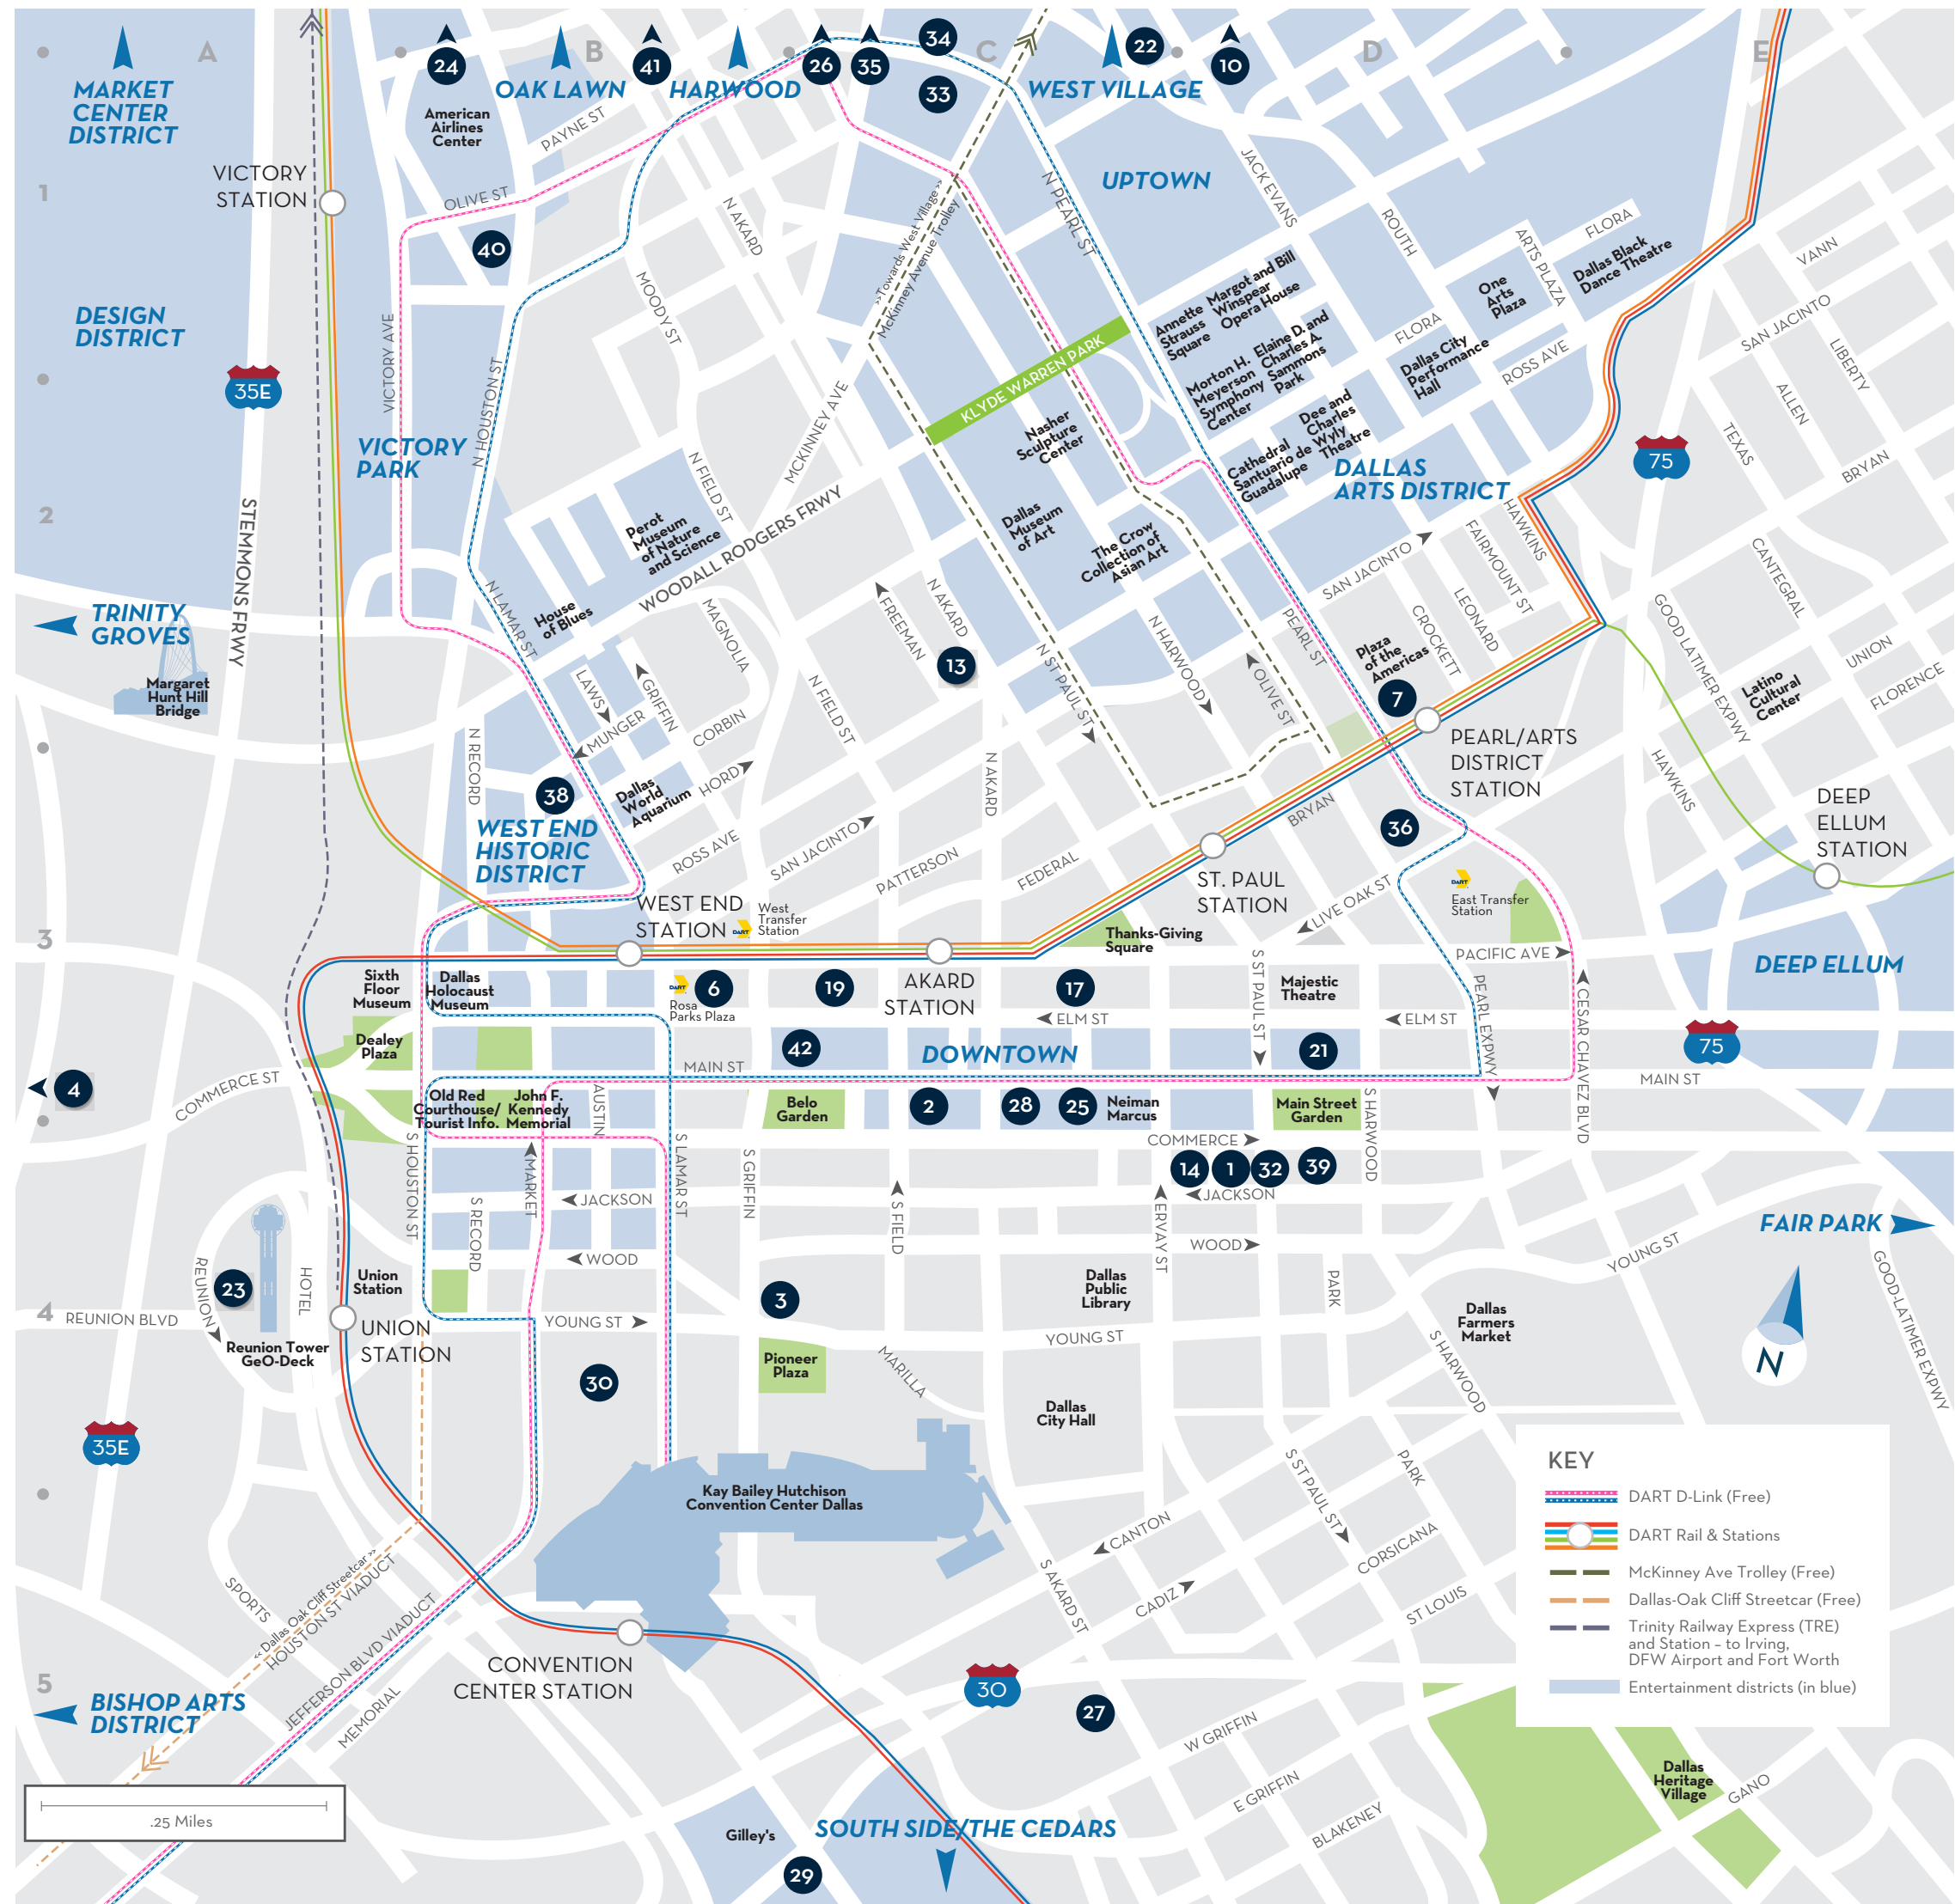 A
B
C
D
E
1
2
3
4
5
MARKET
CENTER
DISTRICT
24
OAK LAWN
41
HARWOOD
26
35
34
33
WEST VILLAGE
22
10
American
Airlines
Center
PAYNE ST
VICTORY
STATION
OLIVE ST
40
N AKARD
MOODY ST
>>Towards West Village>>
McKinney Avenue Trolley
N PEARL ST
UPTOWN
JACK EVANS
ROUTH
ARTS PLAZA
FLORA
VANN
SAN JACINTO
LIBERTY
ALLEN
TEXAS
BRYAN
DESIGN
DISTRICT
35E
VICTORY AVE
N HOUSTON ST
VICTORY
PARK
STEMMONS FRWY
Annette
Strauss
Square
Margot and Bill
Winspear
Opera House
Morton H.
Meyerson
Symphony
Center
Elaine D. and
Charles A.
Sammons
Park
One
Arts
Plaza
Dallas Black
Dance Theatre
FLORA
Dallas City
Performance
Hall
ROSS AVE
Dee and
Charles
Wyly
Theatre
Cathedral
Santuario de
Guadalupe
DALLAS
ARTS DISTRICT
75
KLYDE WARREN PARK
Nasher
Sculpture
Center
MCKINNEY AVE
N FIELD ST
Perot
Museum
of Nature
and Science
WOODALL RODGERS FRWY
Dallas
Museum
of Art
The Crow
Collection of
Asian Art
SAN JACINTO
HAWKINS
FAIRMOUNT ST
LEONARD
CROCKETT
CANTEGRAL
GOOD LATIMER EXPWY
UNION
FLORENCE
Latino
Cultural
Center
TRINITY
GROVES
Margaret
Hunt Hill
Bridge
N LAMAR ST
House
of Blues
LAWS
GRIFFIN
MUNGER
MAGNOLIA
CORBIN
HORD
N FIELD ST
FREEMAN
N AKARD
13
N ST PAUL ST
N HARWOOD
OLIVE ST
PEARL ST
Plaza
of the
Americas
7
PEARL/ARTS
DISTRICT
STATION
HAWKINS
DEEP
ELLUM
STATION
N RECORD
38
Dallas
World
Aquarium
WEST END
HISTORIC
DISTRICT
ROSS AVE
SAN JACINTO
PATTERSON
FEDERAL
N AKARD
BRYAN
36
WEST END
STATION
DART
West
Transfer
Station
ST. PAUL
STATION
LIVE OAK ST
DART
East Transfer
Station
Thanks-Giving
Square
PACIFIC AVE
DEEP ELLUM
Sixth
Floor
Museum
Dallas
Holocaust
Museum
DART
Rosa
Parks Plaza
6
19
AKARD
STATION
17
S ST PAUL ST
Majestic
Theatre
PEARL EXPWY
CESAR CHAVEZ BLVD
ELM ST
ELM ST
75
Dealey
Plaza
42
DOWNTOWN
21
MAIN ST
MAIN ST
4
COMMERCE ST
Old Red
Courthouse/
Tourist Info.
John F.
Kennedy
Memorial
AUSTIN
Belo
Garden
2
28
25
Neiman
Marcus
Main Street
Garden
S HARWOOD
COMMERCE
14
1
32
39
S HOUSTON ST
MARKET
S LAMAR ST
S GRIFFIN
S RECORD
JACKSON
S FIELD
ERVAY ST
JACKSON
WOOD
WOOD
FAIR PARK
YOUNG ST
GOOD-LATIMER EXPWY
REUNION
23
HOTEL
Union
Station
REUNION BLVD
Reunion Tower
GeO-Deck
UNION
STATION
YOUNG ST
3
Dallas
Public
Library
PARK
YOUNG ST
Dallas
Farmers
Market
N
30
Pioneer
Plaza
MARILLA
Dallas
City Hall
S HARWOOD
35E
Kay Bailey Hutchison
Convention Center Dallas
S ST PAUL ST
PARK
CANTON
CORSICANA
S AKARD ST
CADIZ
ST LOUIS
SPORTS
<<Dallas Oak Cliff Streetcar>>
HOUSTON ST VIADUCT
JEFFERSON BLVD VIADUCT
MEMORIAL
CONVENTION
CENTER STATION
30
27
W GRIFFIN
E GRIFFIN
BLAKENEY
BISHOP ARTS
DISTRICT
.25 Miles
Gilley's
29
SOUTH SIDE/THE CEDARS
Dallas
Heritage
Village
GANO
KEY
DART D-Link (Free)
DART Rail & Stations
McKinney Ave Trolley (Free)
Dallas-Oak Cliff Streetcar (Free)
Trinity Railway Express (TRE)
and Station – to Irving,
DFW Airport and Fort Worth
Entertainment districts (in blue)